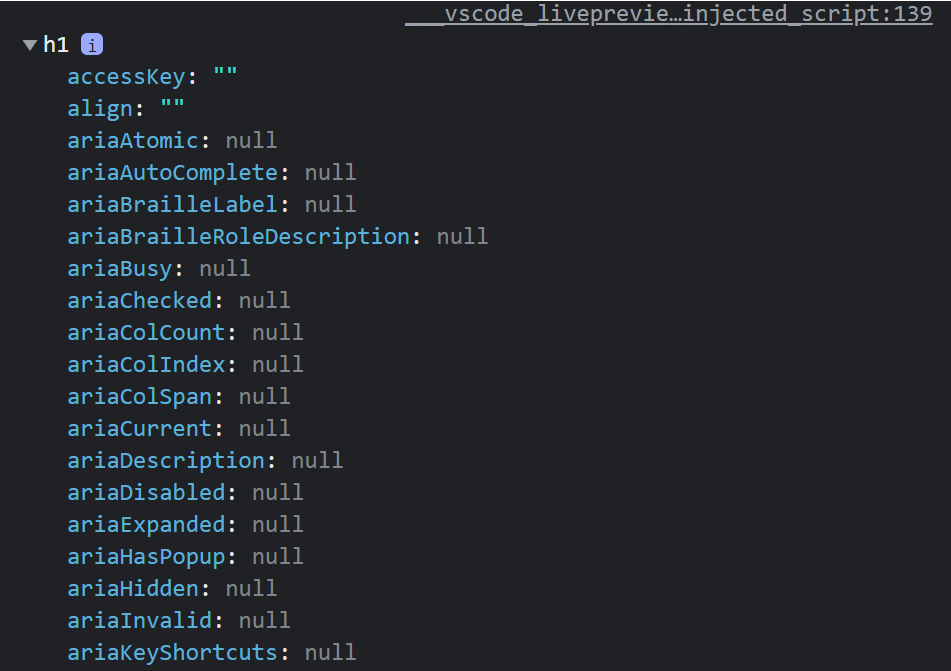 ___vscode_liveprevie…injected_script:139
▼ h1 i
accessKey: ""
align: ""
ariaAtomic: null
ariaAutoComplete: null
ariaBrailleLabel: null
ariaBrailleRoleDescription: null
ariaBusy: null
ariaChecked: null
ariaColCount: null
ariaColIndex: null
ariaColSpan: null
ariaCurrent: null
ariaDescription: null
ariaDisabled: null
ariaExpanded: null
ariaHasPopup: null
ariaHidden: null
ariaInvalid: null
ariaKeyShortcuts: null